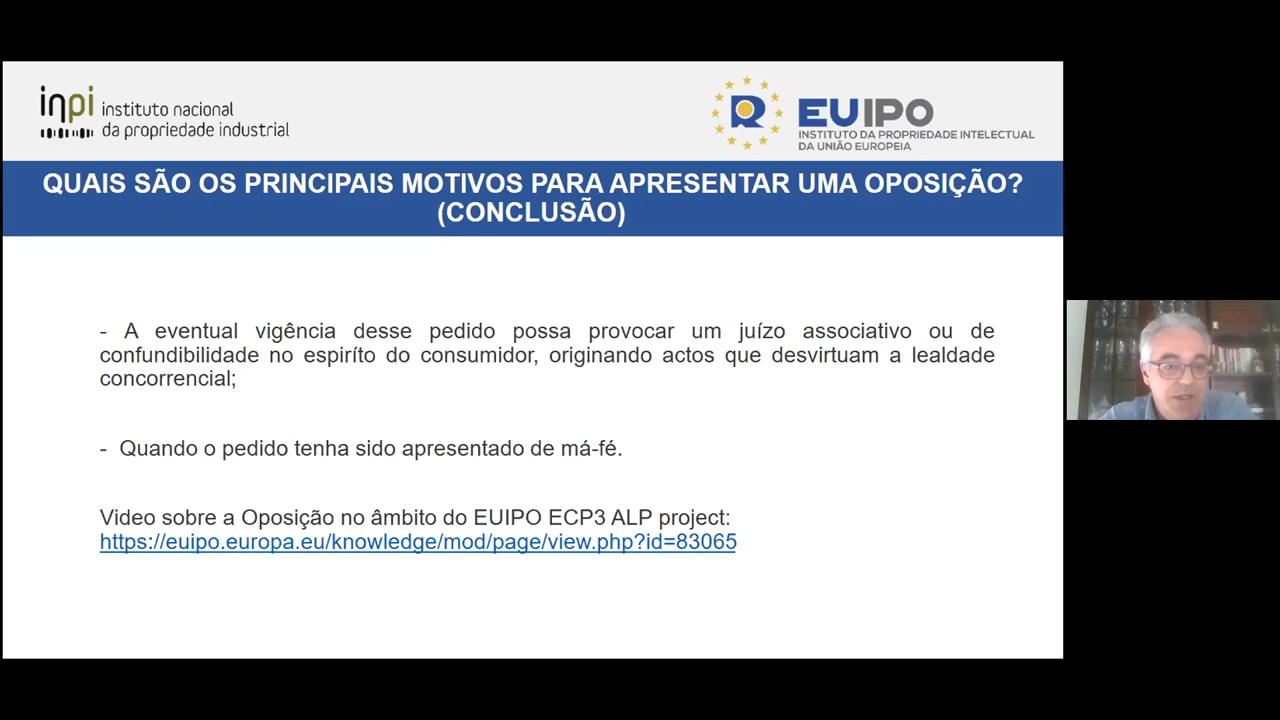 inpi instituto nacional
da propriedade industrial
EUIPO
INSTITUTO DA PROPRIEDADE INTELECTUAL
DA UNIÃO EUROPEIA
QUAIS SÃO OS PRINCIPAIS MOTIVOS PARA APRESENTAR UMA OPOSIÇÃO?
(CONCLUSÃO)
- A eventual vigência desse pedido possa provocar um juízo associativo ou de
confundibilidade no espiríto do consumidor, originando actos que desvirtuam a lealdade
concorrencial;
- Quando o pedido tenha sido apresentado de má-fé.
Video sobre a Oposição no âmbito do EUIPO ECP3 ALP project:
https://euipo.europa.eu/knowledge/mod/page/view.php?id=83065